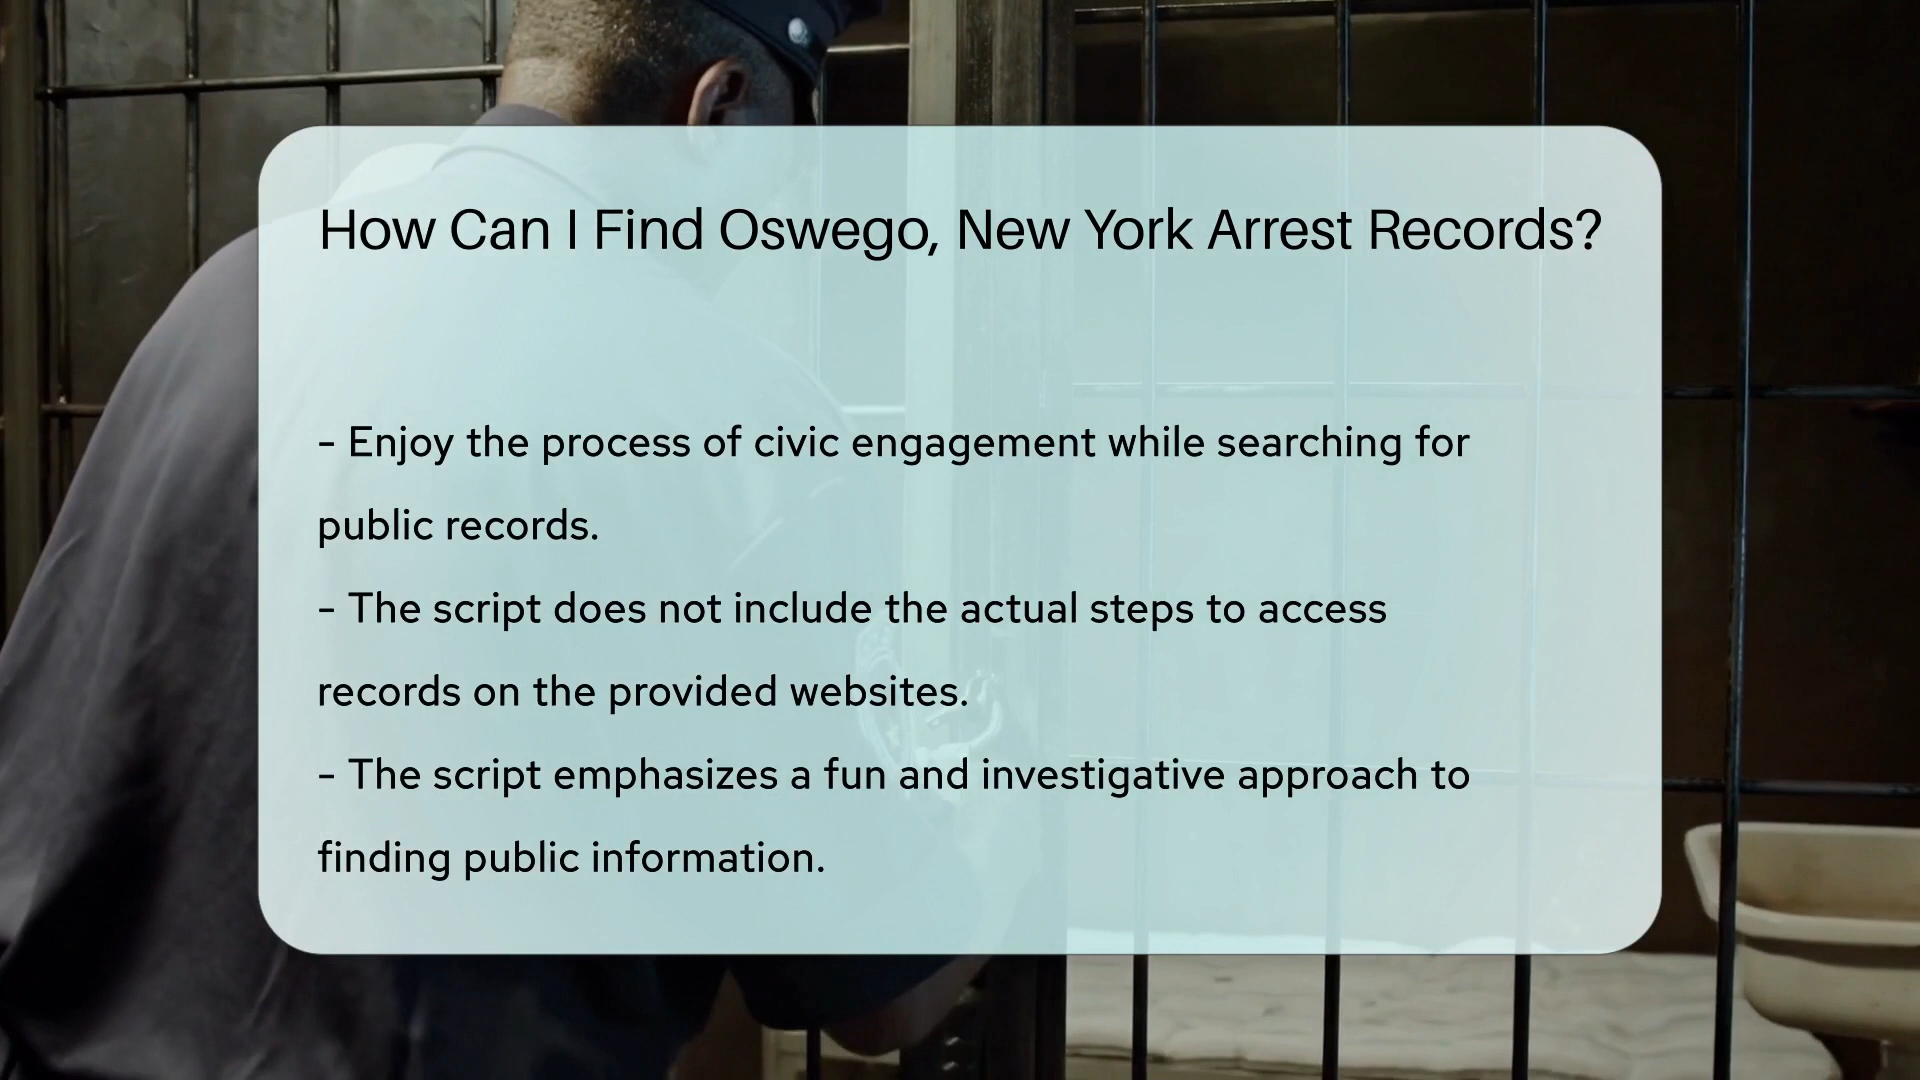 How Can I Find Oswego, New York Arrest Records?
- Enjoy the process of civic engagement while searching for
public records.
- The script does not include the actual steps to access
records on the provided websites.
- The script emphasizes a fun and investigative approach to
finding public information.